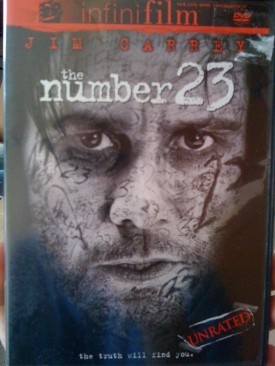 infinifilm
DVD
JIM CARREY
the
number 23
UNRATED
the truth will find you.